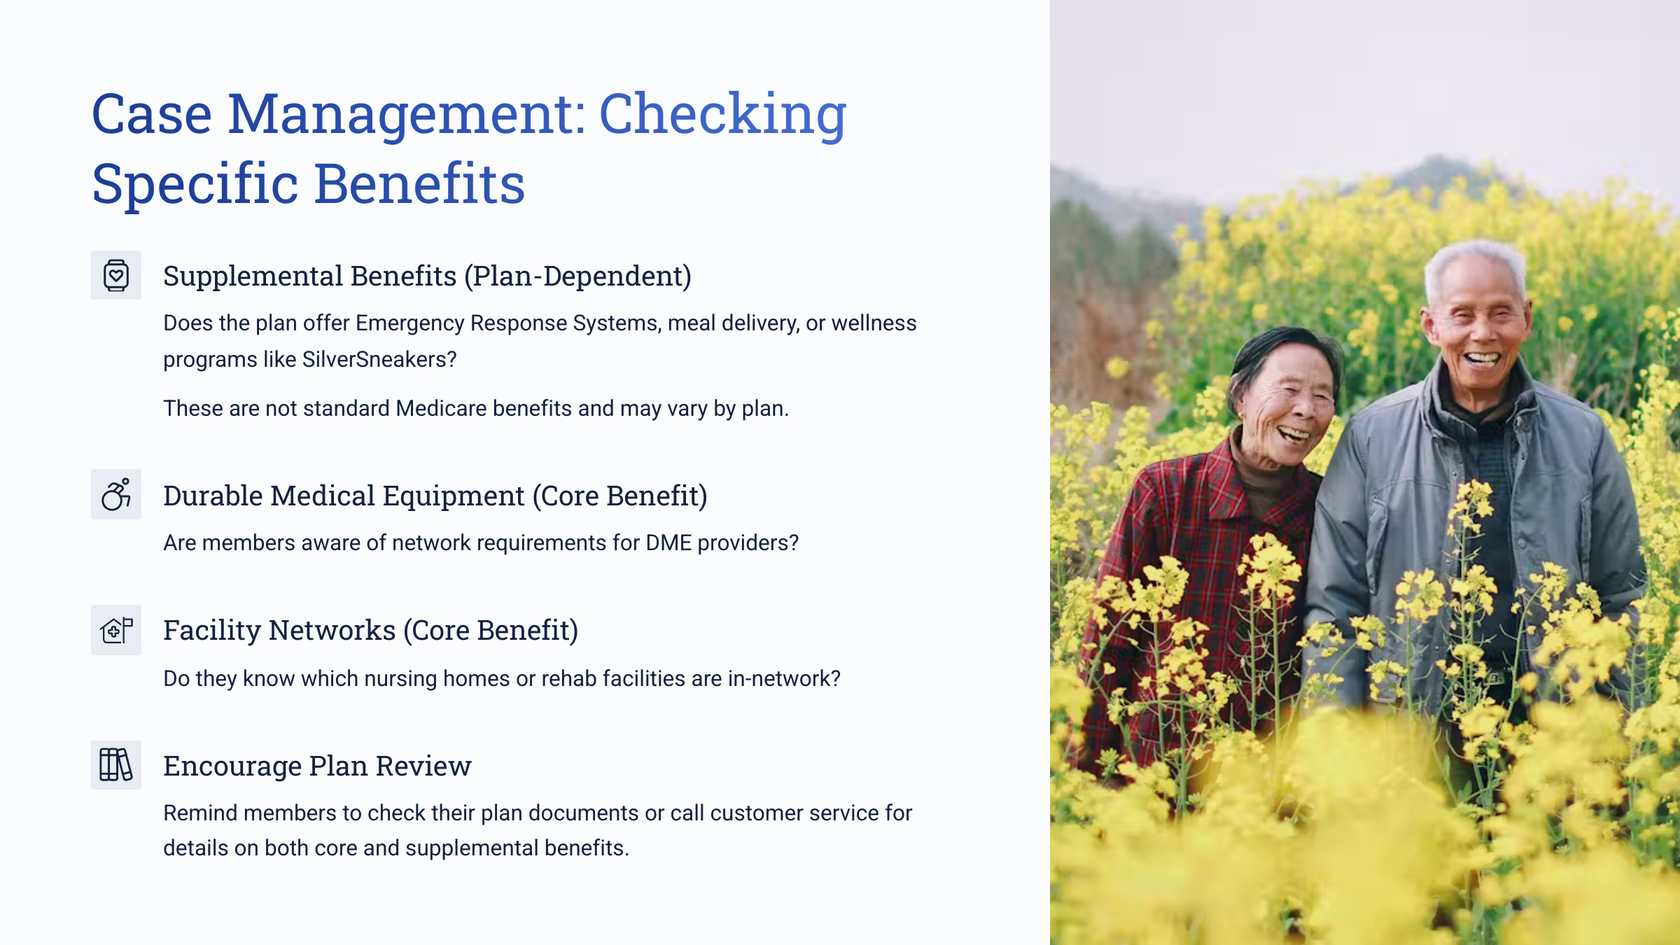 Case Management: Checking
Specific Benefits
Supplemental Benefits (Plan-Dependent)
Does the plan offer Emergency Response Systems, meal delivery, or wellness
programs like SilverSneakers?
These are not standard Medicare benefits and may vary by plan.
Durable Medical Equipment (Core Benefit)
Are members aware of network requirements for DME providers?
Facility Networks (Core Benefit)
Do they know which nursing homes or rehab facilities are in-network?
Encourage Plan Review
Remind members to check their plan documents or call customer service for
details on both core and supplemental benefits.